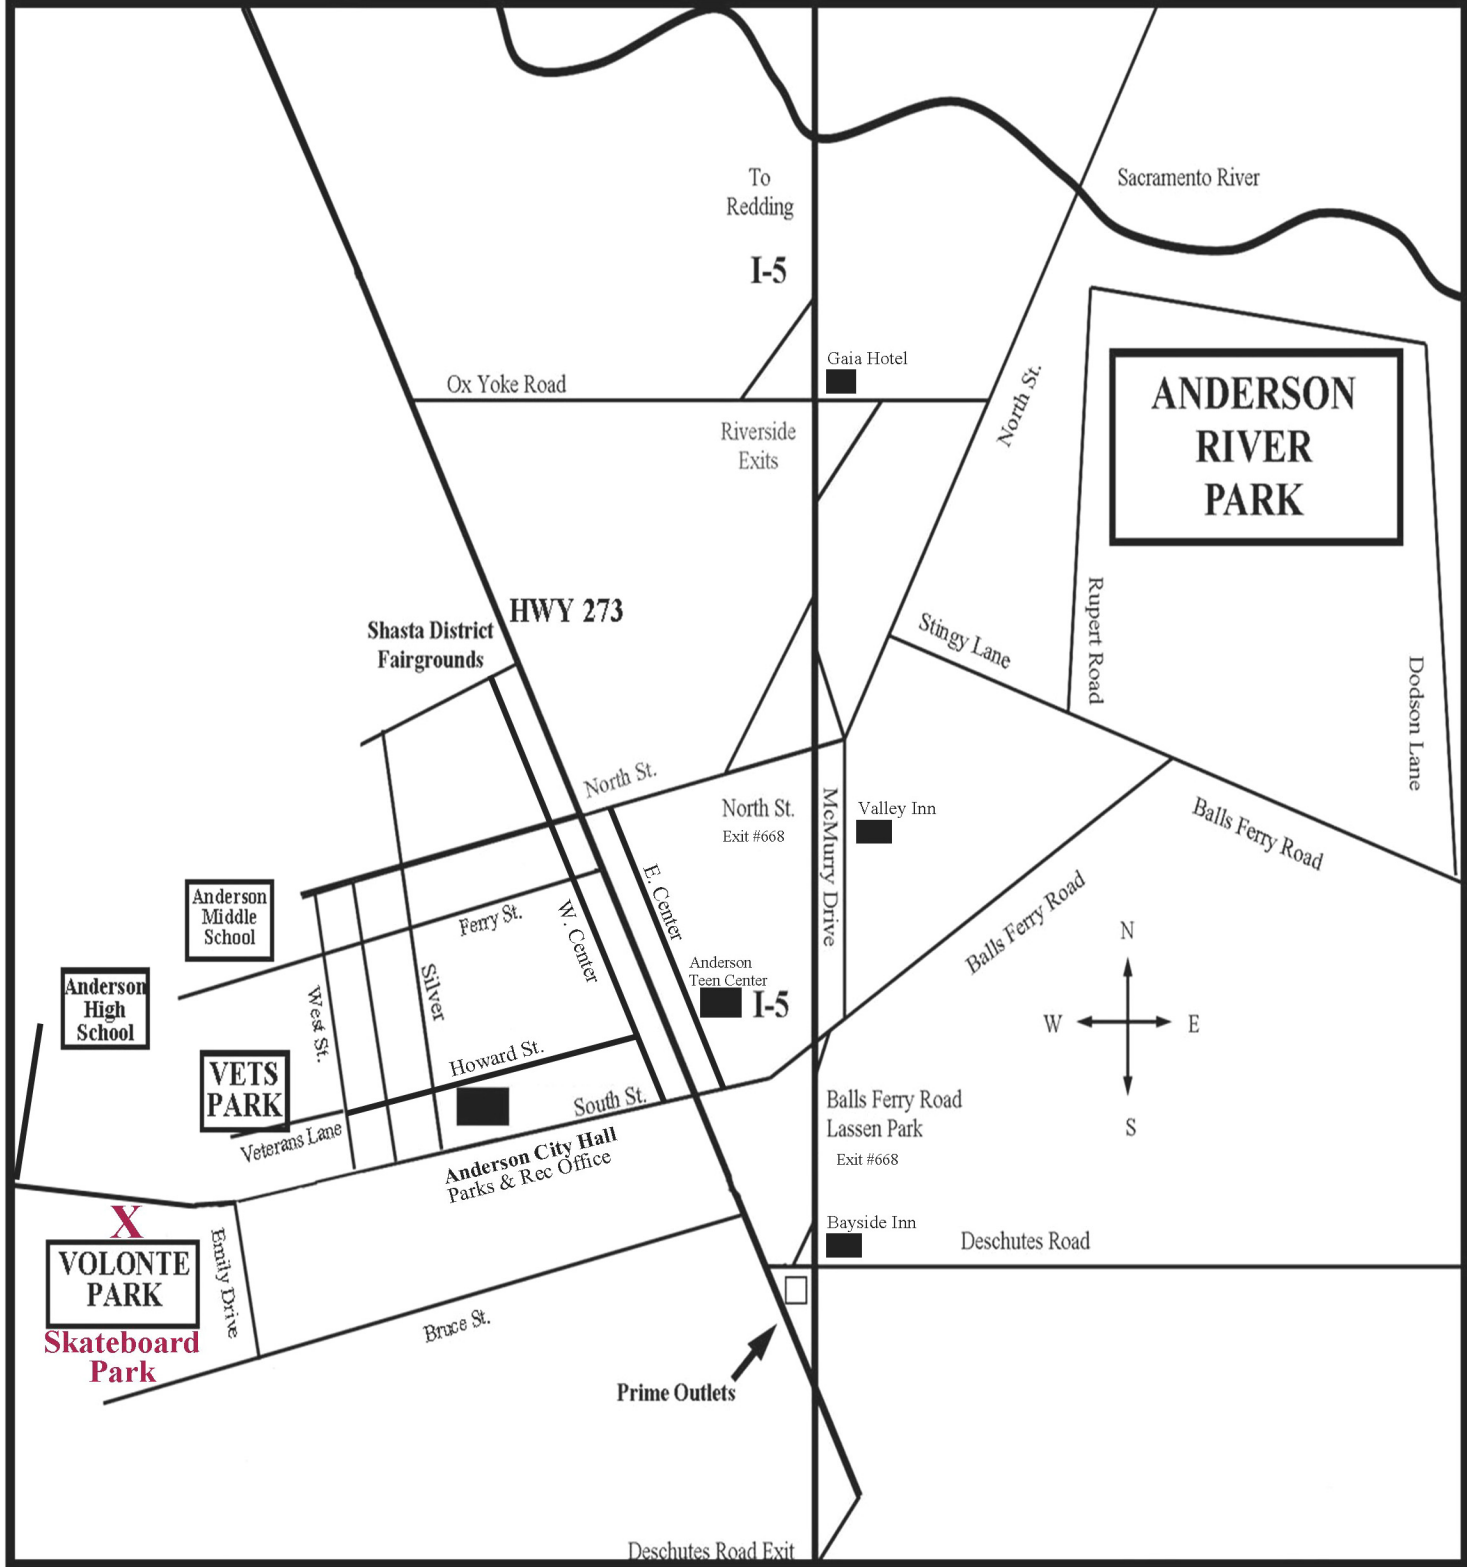 Sacramento River
To
Redding
I-5
Gaia Hotel
Ox Yoke Road
Riverside
Exits
North St.
ANDERSON
RIVER
PARK
HWY 273
Shasta District
Fairgrounds
Stingy Lane
Rupert Road
Dodson Lane
North St.
North St.
Exit #668
McMurry Drive
Valley Inn
Balls Ferry Road
Balls Ferry Road
Anderson
Middle
School
Ferry St.
W. Center
E. Center
Anderson
Teen Center
I-5
Anderson
High
School
West St.
Silver
N
W
E
S
Howard St.
VETS
PARK
Veterans Lane
South St.
Anderson City Hall
Parks & Rec Office
Balls Ferry Road
Lassen Park
Exit #668
X
VOLONTE
PARK
Skateboard
Park
Emily Drive
Bruce St.
Bayside Inn
Deschutes Road
Prime Outlets
Deschutes Road Exit